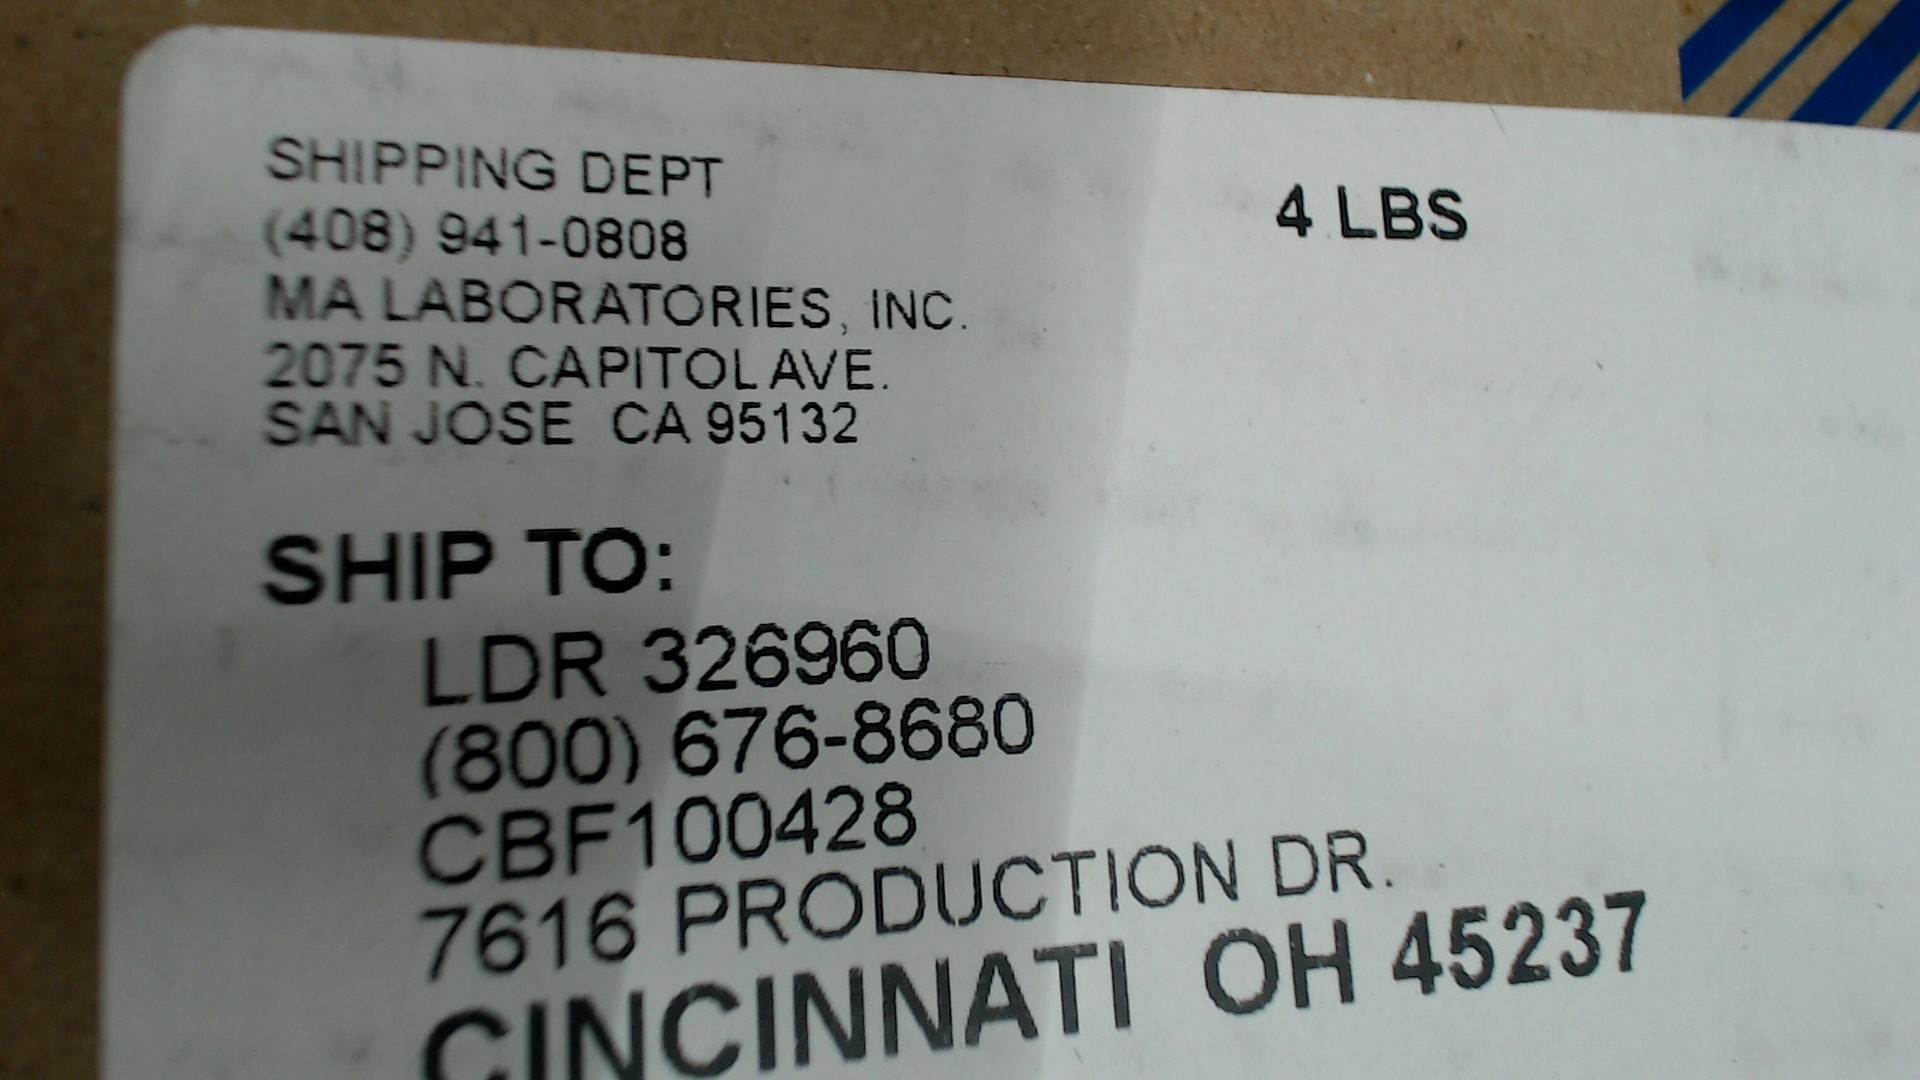 SHIPPING DEPT
4 LBS
(408) 941-0808
MA LABORATORIES, INC.
2075 N. CAPITOL AVE.
SAN JOSE CA 95132
SHIP TO:
LDR 326960
(800) 676-8680
CBF100428
7616 PRODUCTION DR.
CINCINNATI OH 45237